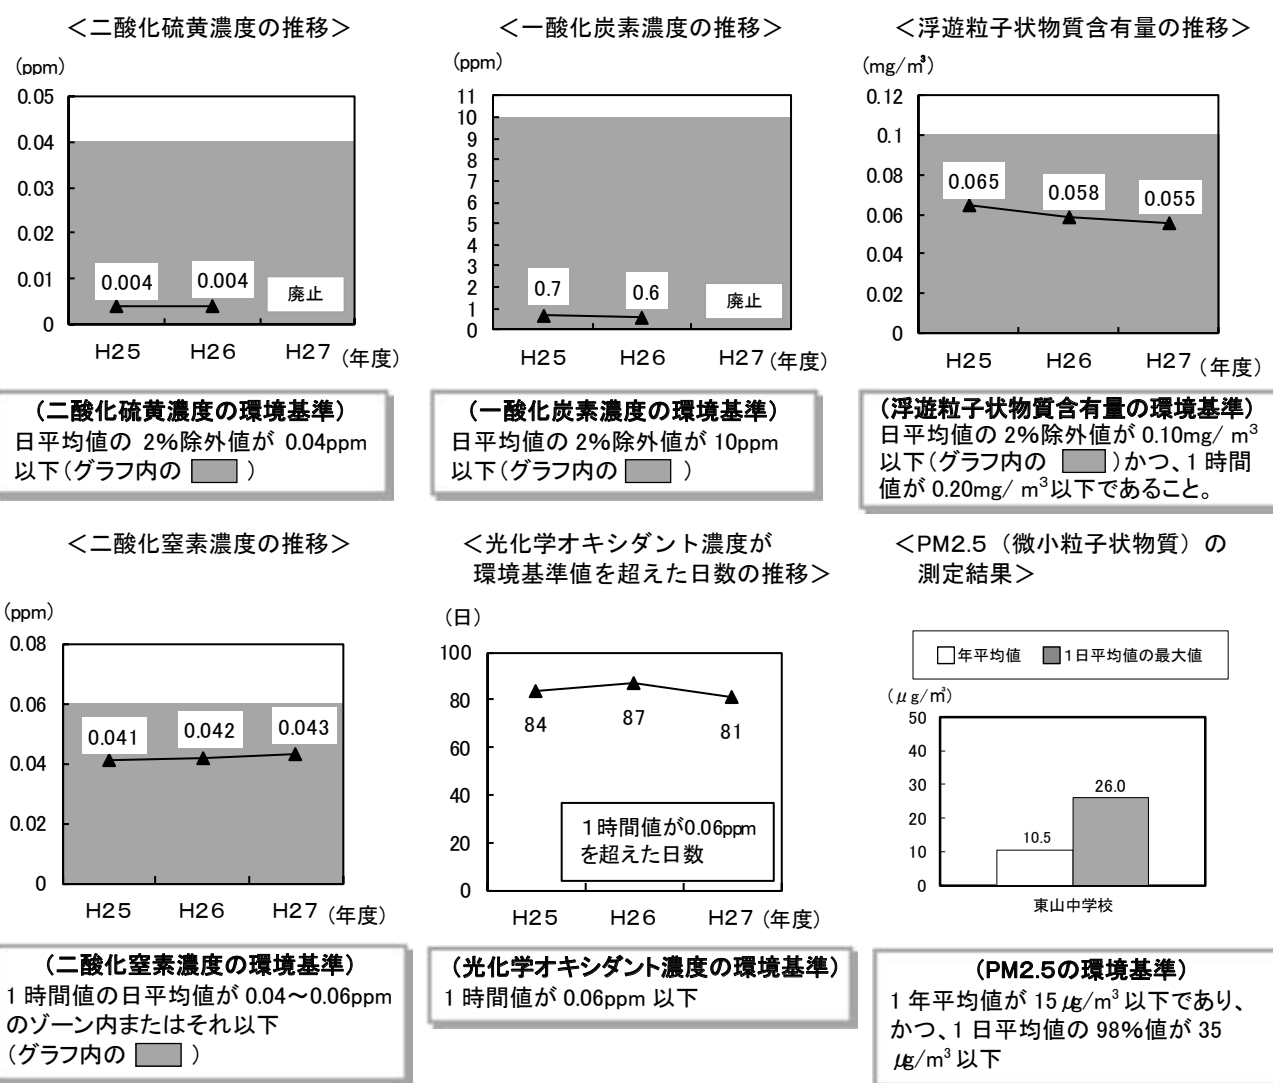 ＜二酸化硫黄濃度の推移＞
(ppm)
0.05
0.04
0.03
0.02
0.01
0
0.004
0.004
廃止
H25
H26
H27
(年度)
（二酸化硫黄濃度の環境基準）
日平均値の 2%除外値が 0.04ppm
以下（グラフ内の　）
＜一酸化炭素濃度の推移＞
(ppm)
11
10
9
8
7
6
5
4
3
2
1
0
0.7
0.6
廃止
H25
H26
H27
(年度)
（一酸化炭素濃度の環境基準）
日平均値の 2%除外値が 10ppm
以下（グラフ内の　）
＜浮遊粒子状物質含有量の推移＞
(mg/㎥)
0.12
0.1
0.08
0.06
0.04
0.02
0
0.065
0.058
0.055
H25
H26
H27
(年度)
（浮遊粒子状物質含有量の環境基準）
日平均値の 2%除外値が 0.10mg/ m³
以下（グラフ内の　）かつ、1 時間
値が 0.20mg/ m³以下であること。
＜二酸化窒素濃度の推移＞
(ppm)
0.08
0.06
0.04
0.02
0
0.041
0.042
0.043
H25
H26
H27
(年度)
（二酸化窒素濃度の環境基準）
1 時間値の日平均値が 0.04～0.06ppm
のゾーン内またはそれ以下
（グラフ内の　）
＜光化学オキシダント濃度が
環境基準値を超えた日数の推移＞
（日）
100
80
60
40
20
0
84
87
81
１時間値が0.06ppm
を超えた日数
H25
H26
H27
(年度)
（光化学オキシダント濃度の環境基準）
1 時間値が 0.06ppm 以下
＜PM2.5（微小粒子状物質）の
測定結果＞
年平均値
1日平均値の最大値
(μg/㎥)
50
40
30
20
10
0
10.5
26.0
東山中学校
（PM2.5の環境基準）
1 年平均値が 15 μg/m³以下であり、
かつ、1 日平均値の 98%値が 35
μg/m³以下